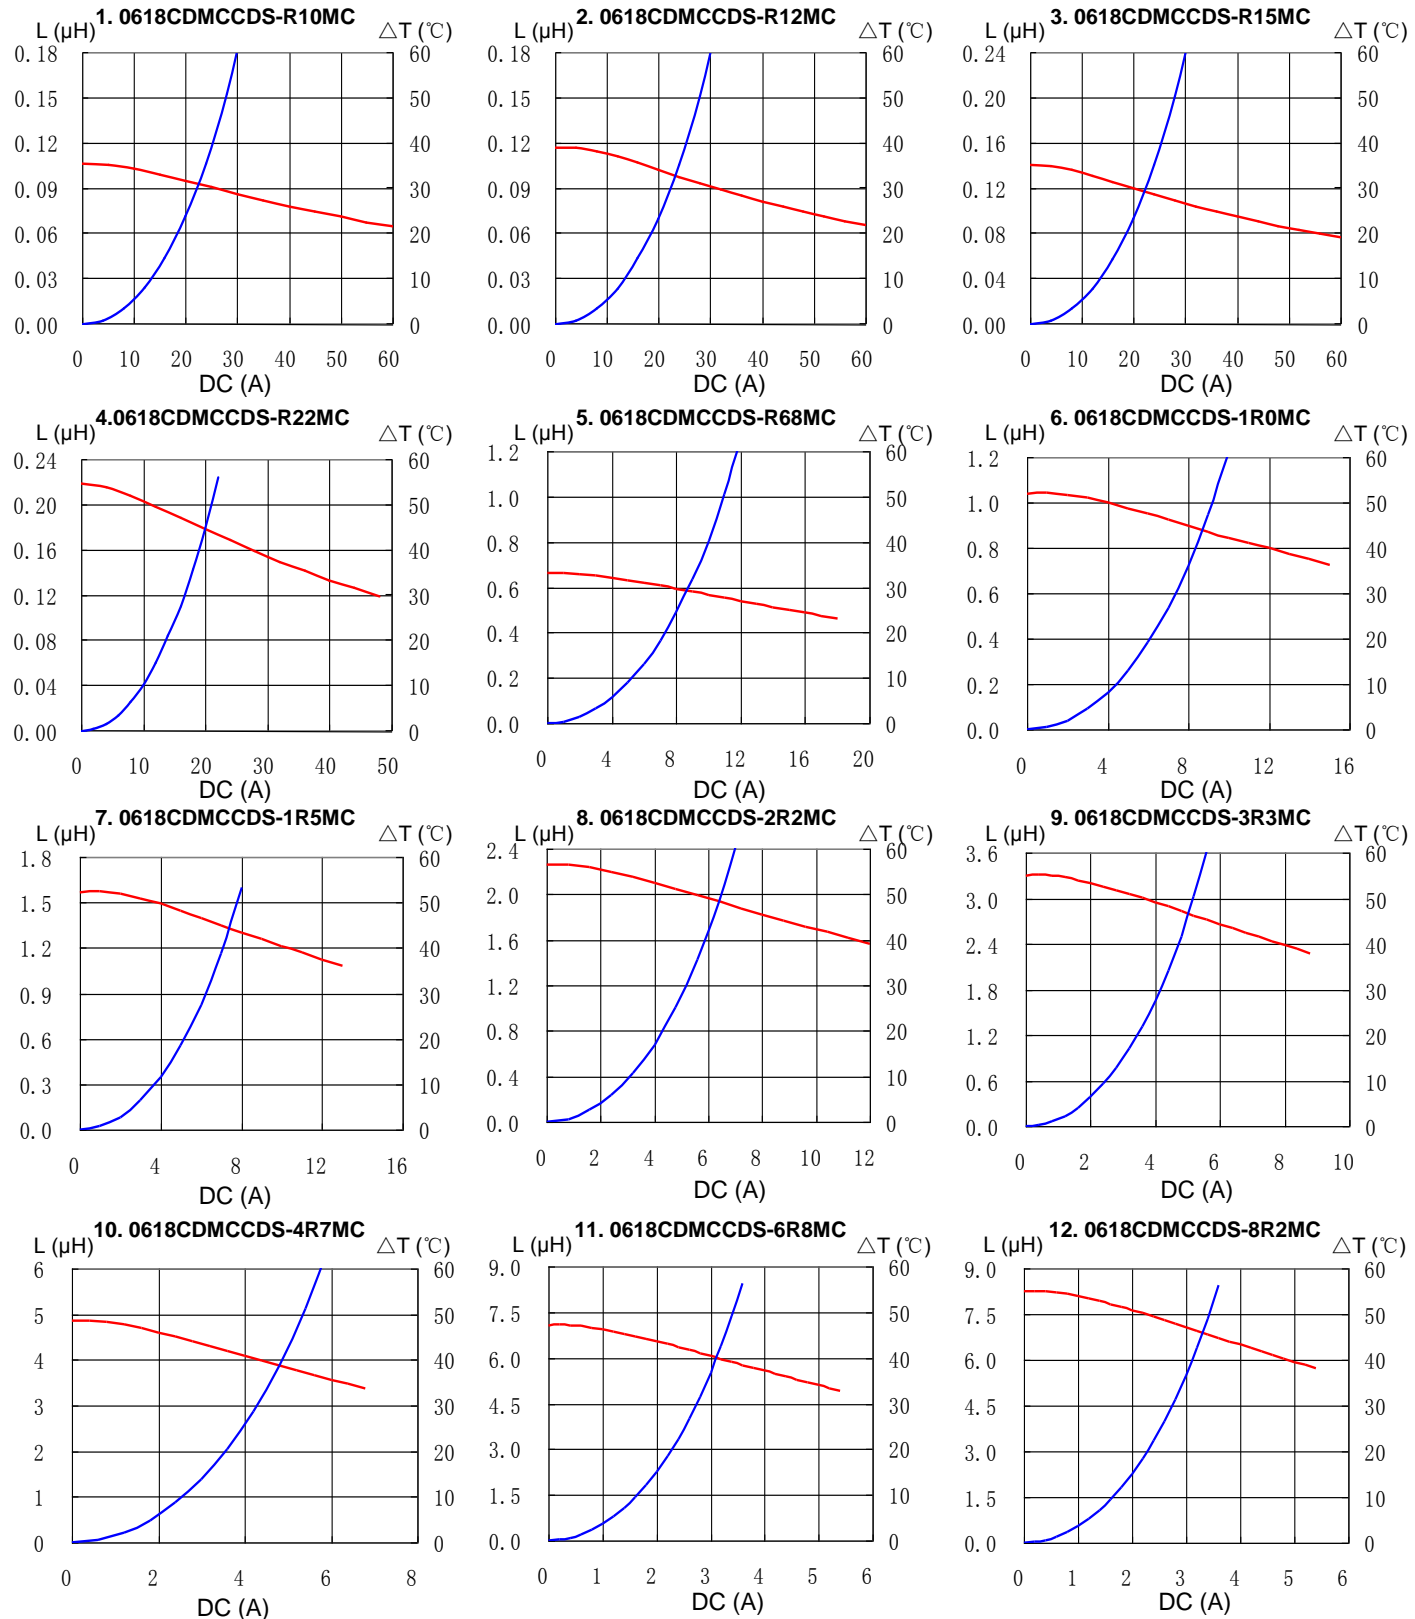 1. 0618CDMCCDS-R10MC
L (μH)
△T (℃)
0.18
0.15
0.12
0.09
0.06
0.03
0.00
60
50
40
30
20
10
0
0 10 20 30 40 50 60
DC (A)
2. 0618CDMCCDS-R12MC
L (μH)
△T (℃)
0.18
0.15
0.12
0.09
0.06
0.03
0.00
60
50
40
30
20
10
0
0 10 20 30 40 50 60
DC (A)
3. 0618CDMCCDS-R15MC
L (μH)
△T (℃)
0.24
0.20
0.16
0.12
0.08
0.04
0.00
60
50
40
30
20
10
0
0 10 20 30 40 50 60
DC (A)
4.0618CDMCCDS-R22MC
L (μH)
△T (℃)
0.24
0.20
0.16
0.12
0.08
0.04
0.00
60
50
40
30
20
10
0
0 10 22 30 40 50
DC (A)
5. 0618CDMCCDS-R68MC
L (μH)
△T (℃)
1.2
1.0
0.8
0.6
0.4
0.2
0.0
60
50
40
30
20
10
0
0 4 8 12 16 20
DC (A)
6. 0618CDMCCDS-1R0MC
L (μH)
△T (℃)
1.2
1.0
0.8
0.6
0.4
0.2
0.0
60
50
40
30
20
10
0
0 4 8 12 16
DC (A)
7. 0618CDMCCDS-1R5MC
L (μH)
△T (℃)
1.8
1.5
1.2
0.9
0.6
0.3
0.0
60
50
40
30
20
10
0
0 4 8 12 16
DC (A)
8. 0618CDMCCDS-2R2MC
L (μH)
△T (℃)
2.4
2.0
1.6
1.2
0.8
0.4
0.0
60
50
40
30
20
10
0
0 2 4 6 8 10 12
DC (A)
9. 0618CDMCCDS-3R3MC
L (μH)
△T (℃)
3.6
3.0
2.4
1.8
1.2
0.6
0.0
60
50
40
30
20
10
0
0 2 4 6 8 10
DC (A)
10. 0618CDMCCDS-4R7MC
L (μH)
△T (℃)
6
5
4
3
2
1
0
60
50
40
30
20
10
0
0 2 4 6 8
DC (A)
11. 0618CDMCCDS-6R8MC
L (μH)
△T (℃)
9.0
7.5
6.0
4.5
3.0
1.5
0.0
60
50
40
30
20
10
0
0 1 2 3 4 5 6
DC (A)
12. 0618CDMCCDS-8R2MC
L (μH)
△T (℃)
9.0
7.5
6.0
4.5
3.0
1.5
0.0
60
50
40
30
20
10
0
0 1 2 3 4 5 6
DC (A)